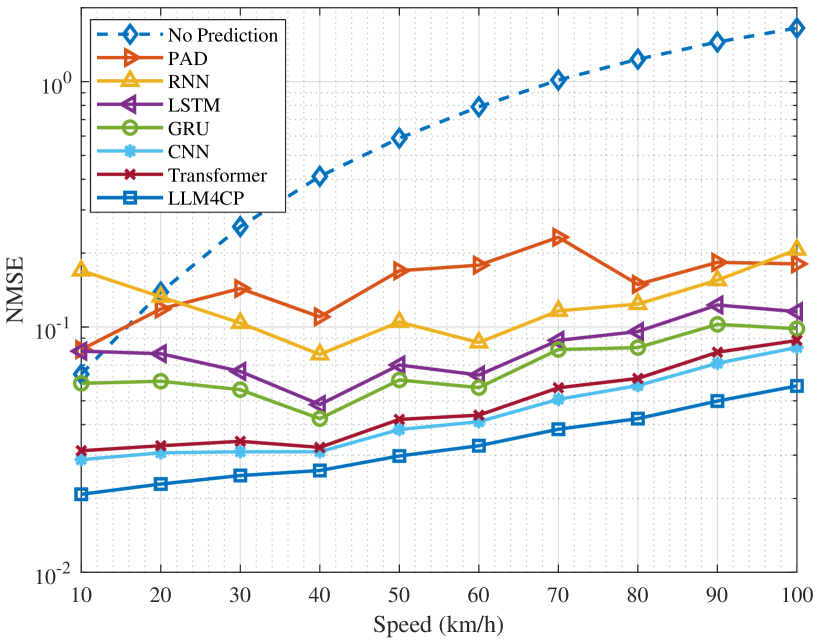 No Prediction
PAD
RNN
LSTM
GRU
CNN
Transformer
LLM4CP
NMSE
10^0
10^-1
10^-2
10 20 30 40 50 60 70 80 90 100
Speed (km/h)